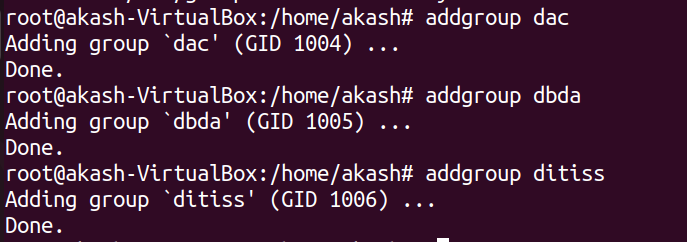 root@akash-VirtualBox:/home/akash# addgroup dac
Adding group `dac' (GID 1004) ...
Done.
root@akash-VirtualBox:/home/akash# addgroup dbda
Adding group `dbda' (GID 1005) ...
Done.
root@akash-VirtualBox:/home/akash# addgroup ditiss
Adding group `ditiss' (GID 1006) ...
Done.